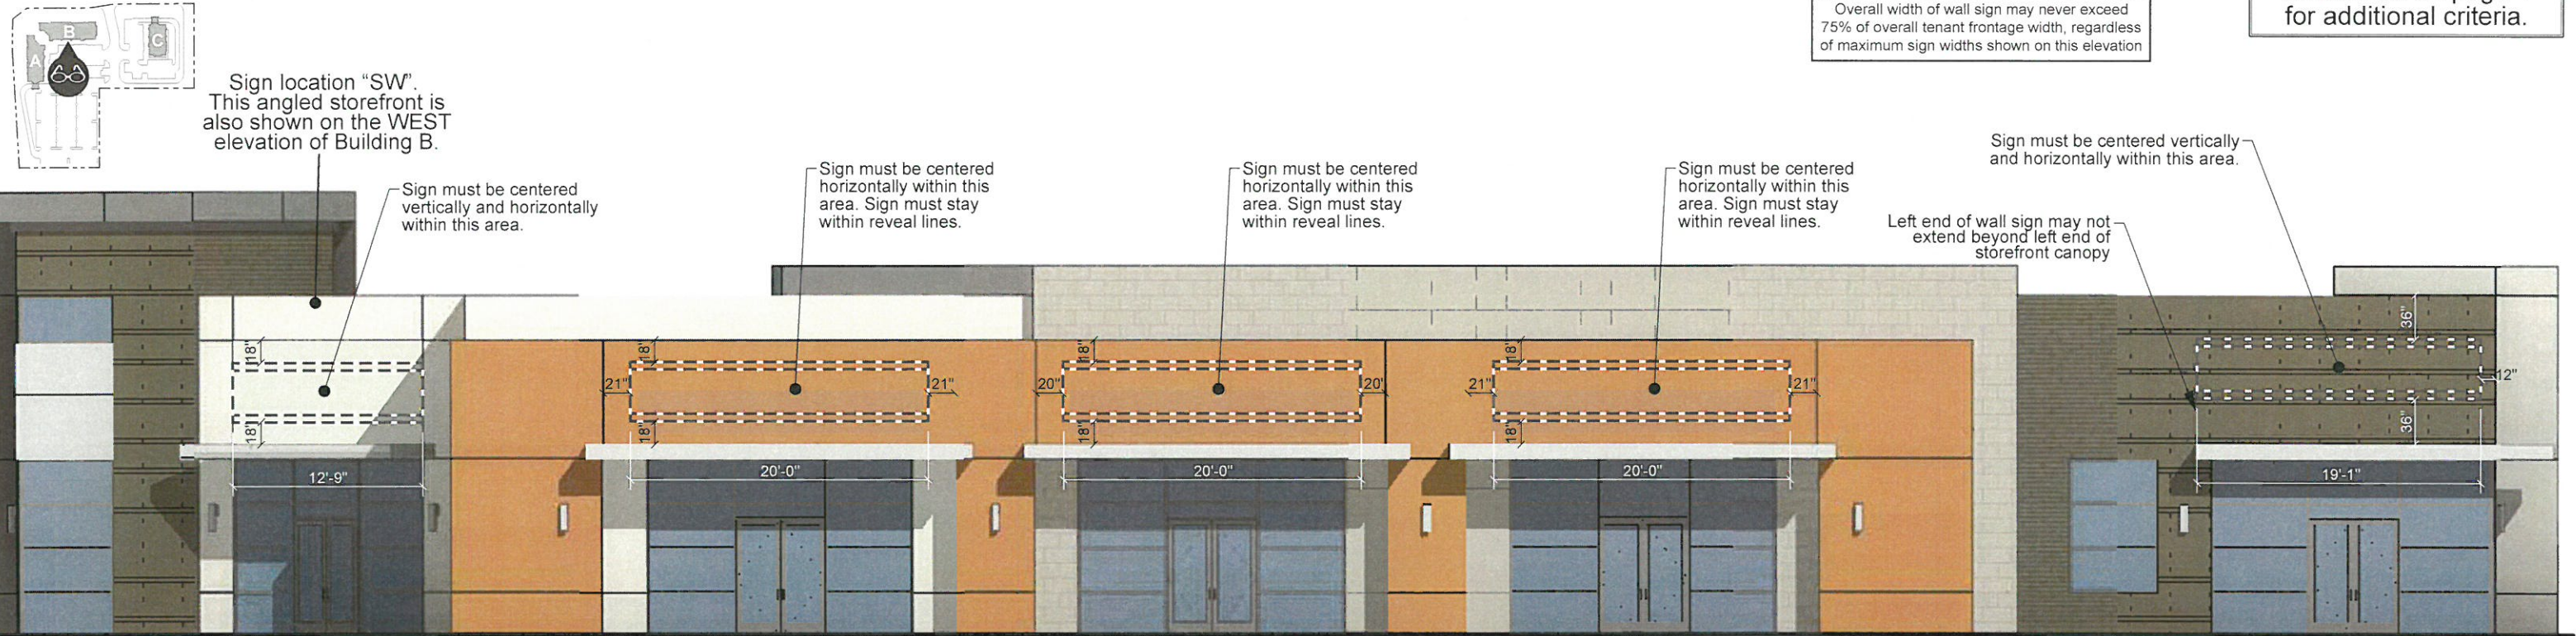 B
C
A
Sign location “SW”.
This angled storefront is
also shown on the WEST
elevation of Building B.
Overall width of wall sign may never exceed
75% of overall tenant frontage width, regardless
of maximum sign widths shown on this elevation
for additional criteria.
Sign must be centered
vertically and horizontally
within this area.
Sign must be centered
horizontally within this
area. Sign must stay
within reveal lines.
Sign must be centered
horizontally within this
area. Sign must stay
within reveal lines.
Sign must be centered
horizontally within this
area. Sign must stay
within reveal lines.
Sign must be centered vertically
and horizontally within this area.
Left end of wall sign may not
extend beyond left end of
storefront canopy
18"
18"
12'-9"
18"
21"
21"
18"
20'-0"
18"
20"
20'
18"
20'-0"
18"
21"
21"
18"
20'-0"
36"
12"
36"
19'-1"